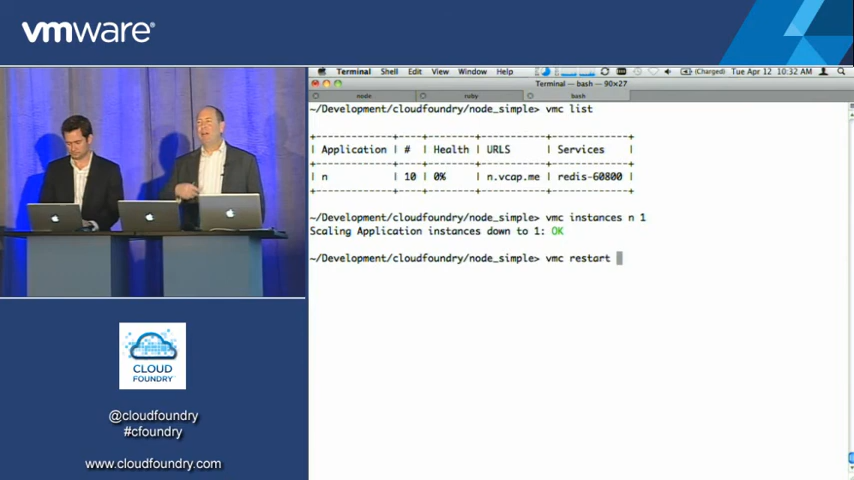 vmware®
Terminal Shell Edit View Window Help (Charged) Tue Apr 12 10:32 AM
Terminal — bash — 90×27
node ruby bash
~/Development/cloudfoundry/node_simple> vmc list
| Application | # | Health | URLS | Services |
| n | 10 | 0% | n.vcap.me | redis-60800 |
~/Development/cloudfoundry/node_simple> vmc instances n 1
Scaling Application instances down to 1: OK
~/Development/cloudfoundry/node_simple> vmc restart
CLOUD
FOUNDRY
@cloudfoundry
#cfoundry
www.cloudfoundry.com